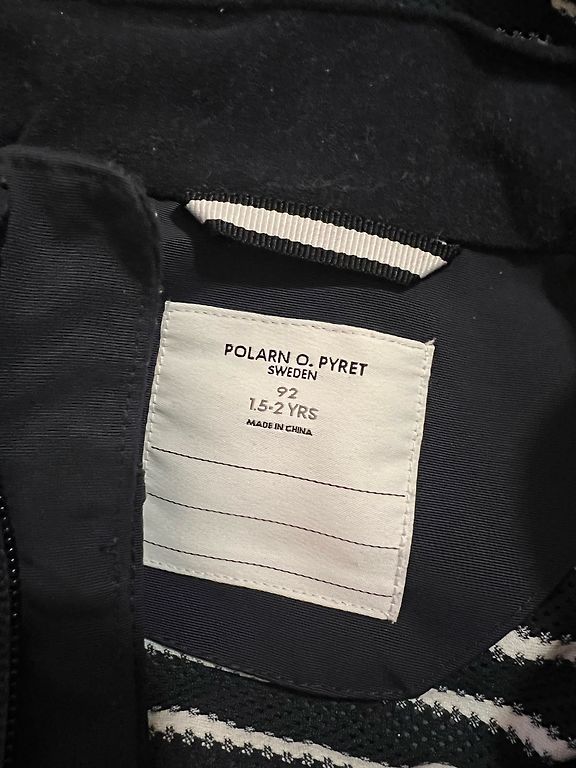 POLARN O. PYRET
SWEDEN
92
1.5-2 YRS
MADE IN CHINA